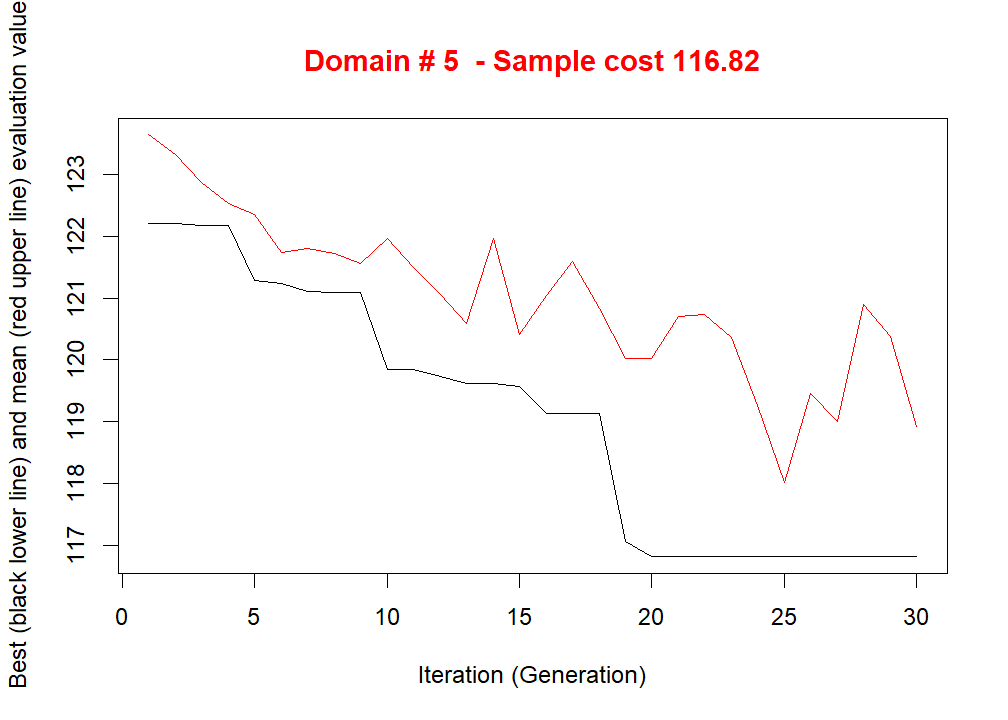 Domain # 5  - Sample cost 116.82
Best (black lower line) and mean (red upper line) evaluation value
123
122
121
120
119
118
117
0 5 10 15 20 25 30
Iteration (Generation)